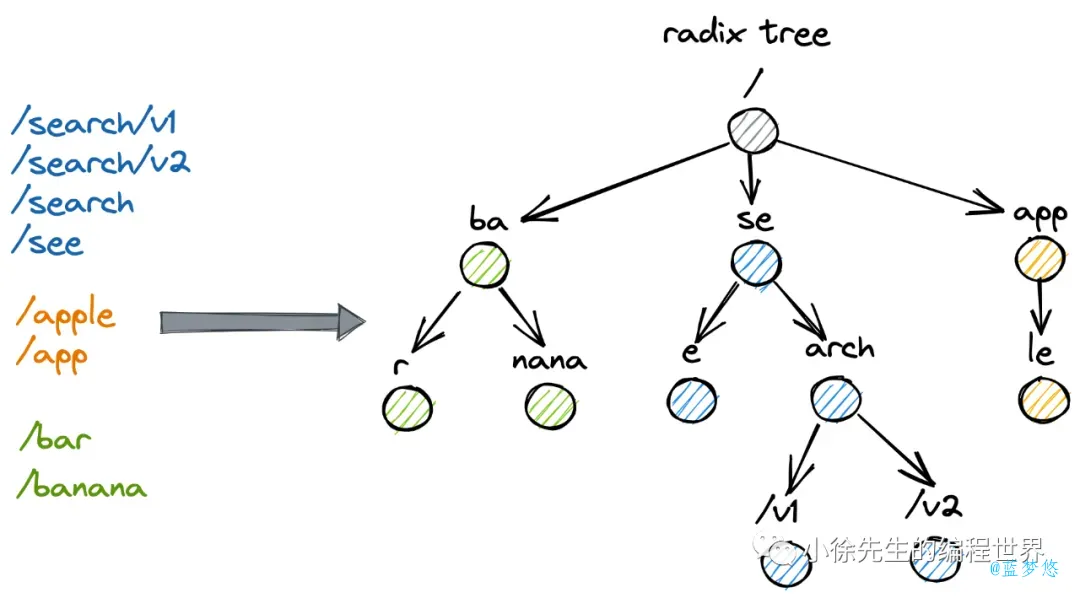 radix tree
/
/search/v1
/search/v2
/search
/see
/apple
/app
/bar
/banana
ba
se
app
r
nana
e
arch
le
/v1
/v2
小徐先生的编程世界
@蓝梦悠